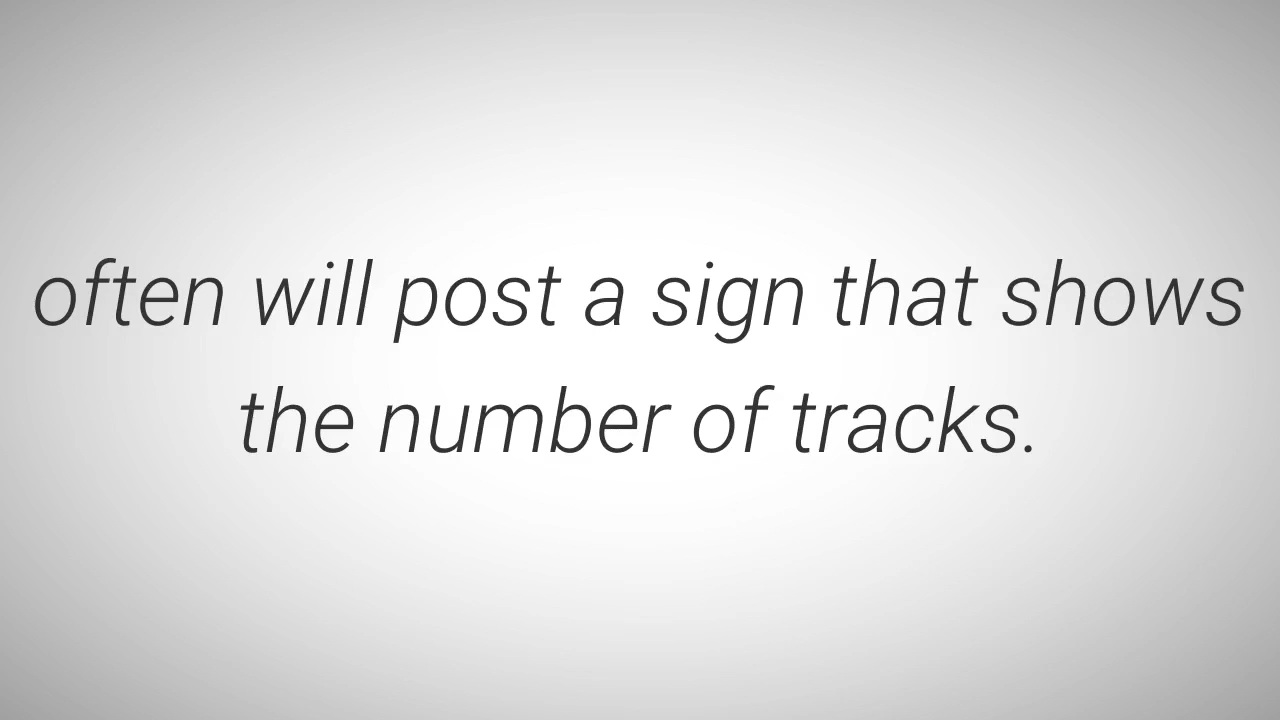 often will post a sign that shows
the number of tracks.